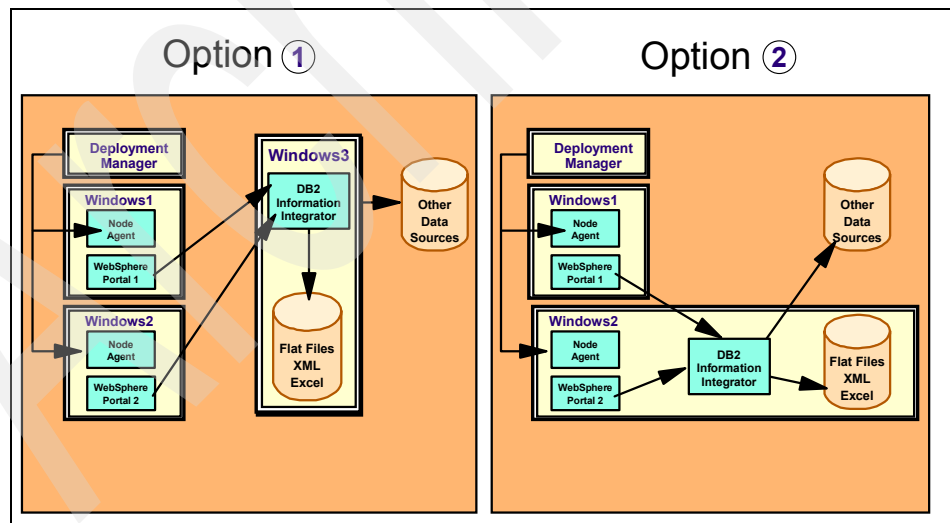 Option 1
Deployment
Manager
Windows1
Node
Agent
WebSphere
Portal 1
Windows2
Node
Agent
WebSphere
Portal 2
Windows3
DB2
Information
Integrator
Flat Files
XML
Excel
Other
Data
Sources
Option 2
Deployment
Manager
Windows1
Node
Agent
WebSphere
Portal 1
Windows2
Node
Agent
WebSphere
Portal 2
DB2
Information
Integrator
Flat Files
XML
Excel
Other
Data
Sources